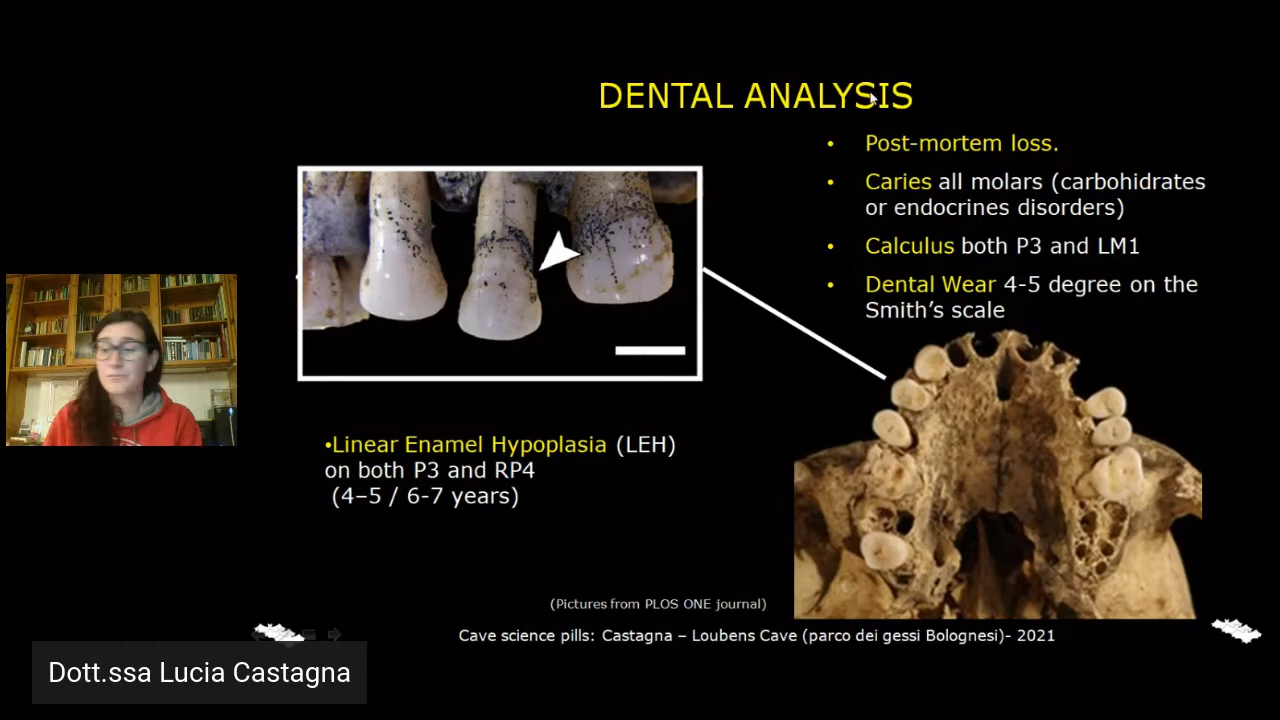 DENTAL ANALYSIS
• Post-mortem loss.
• Caries all molars (carbohidrates
or endocrines disorders)
• Calculus both P3 and LM1
• Dental Wear 4-5 degree on the
Smith’s scale
•Linear Enamel Hypoplasia (LEH)
on both P3 and RP4
(4–5 / 6-7 years)
(Pictures from PLOS ONE journal)
Cave science pills: Castagna – Loubens Cave (parco dei gessi Bolognesi)- 2021
Dott.ssa Lucia Castagna